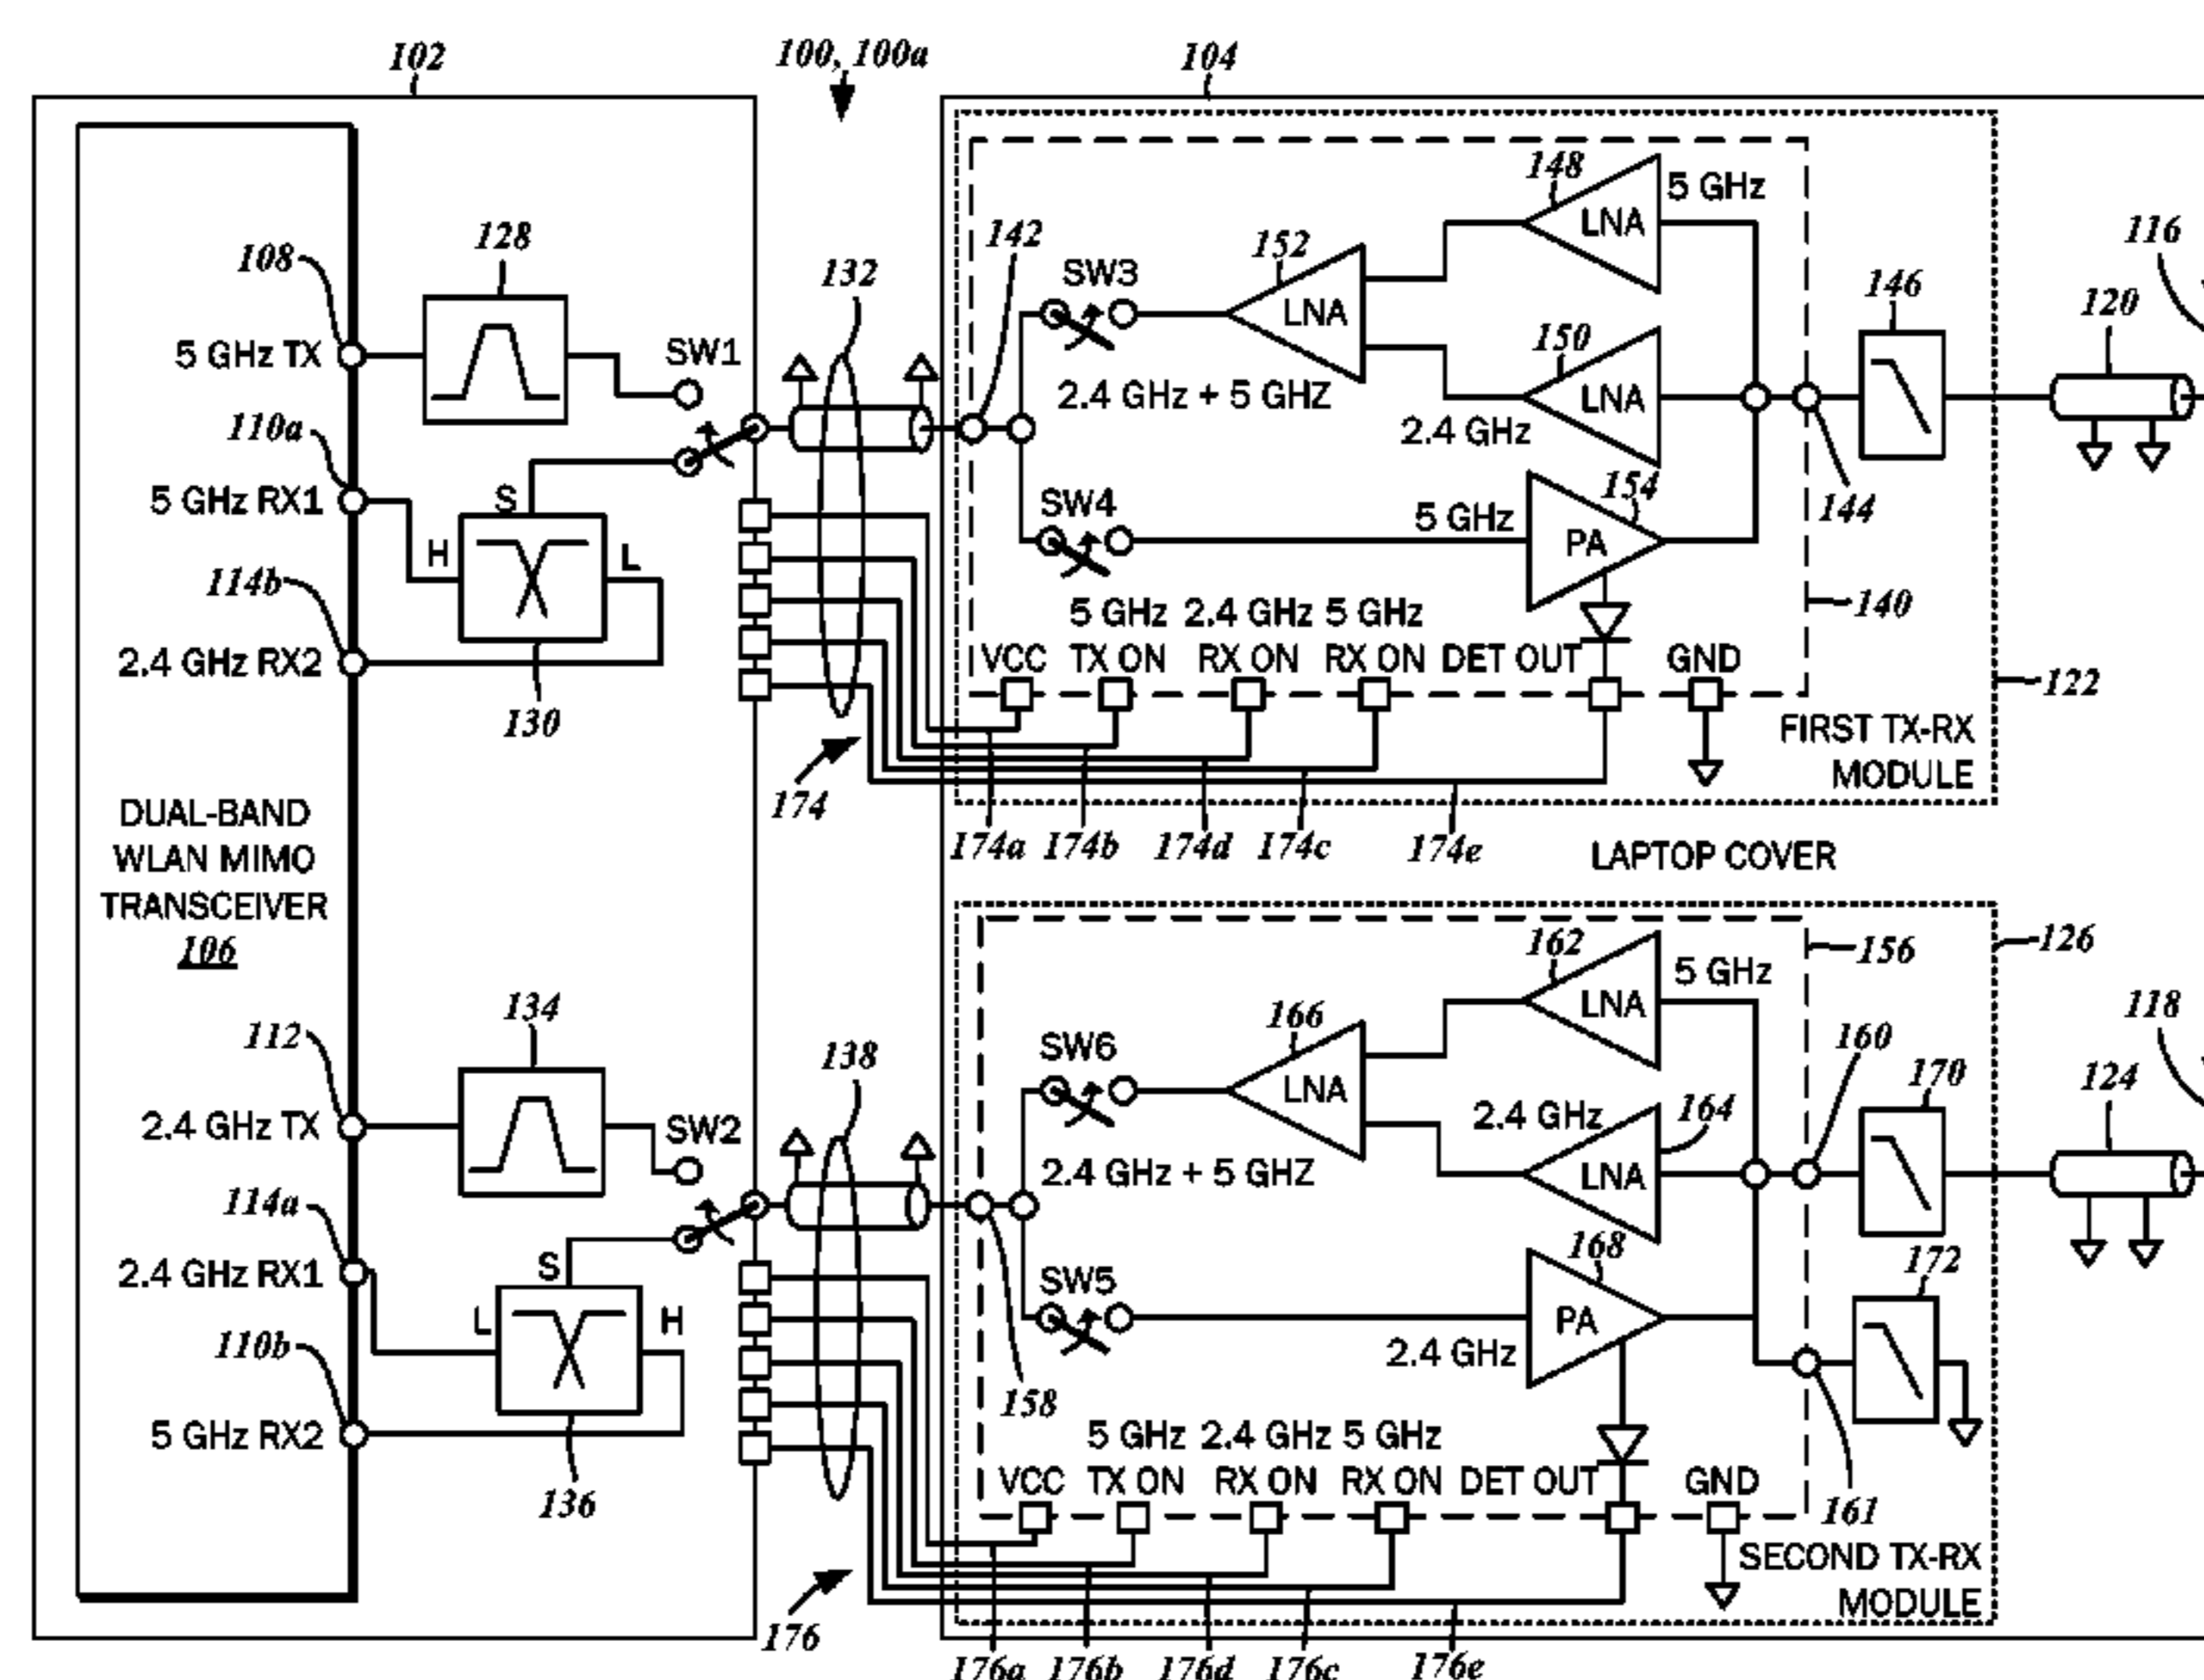 102
100, 100a
104
108
128
5 GHz TX
SW1
110a
5 GHz RX1
S
H
L
114b
2.4 GHz RX2
130
132
142
148
5 GHz
LNA
152
SW3
LNA
150
LNA
2.4 GHz + 5 GHZ
2.4 GHz
146
120
116
144
SW4
5 GHz
154
PA
140
5 GHz 2.4 GHz 5 GHz
VCC TX ON RX ON RX ON DET OUT GND
122
FIRST TX-RX
MODULE
174
174a 174b 174d 174c 174e
LAPTOP COVER
DUAL-BAND
WLAN MIMO
TRANSCEIVER
106
112
134
2.4 GHz TX
SW2
114a
2.4 GHz RX1
S
L
H
110b
5 GHz RX2
136
138
158
162
5 GHz
LNA
156
126
166
SW6
LNA
2.4 GHz
164
LNA
2.4 GHz + 5 GHZ
160
170
124
118
SW5
168
PA
2.4 GHz
172
161
5 GHz 2.4 GHz 5 GHz
VCC TX ON RX ON RX ON DET OUT GND
SECOND TX-RX
MODULE
176
176a 176b 176d 176c 176e